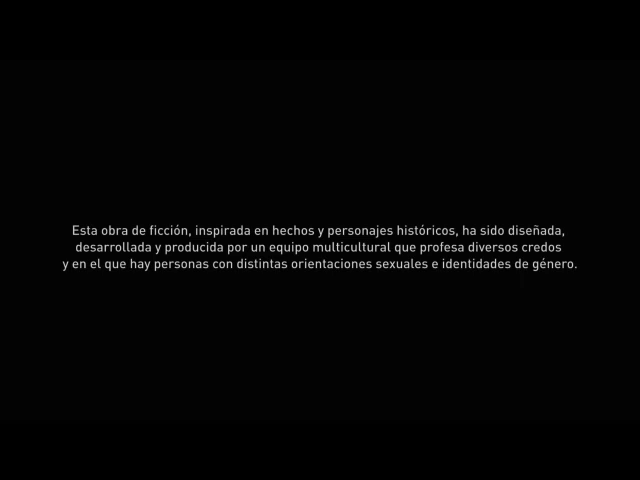 Esta obra de ficción, inspirada en hechos y personajes históricos, ha sido diseñada,
desarrollada y producida por un equipo multicultural que profesa diversos credos
y en el que hay personas con distintas orientaciones sexuales e identidades de género.